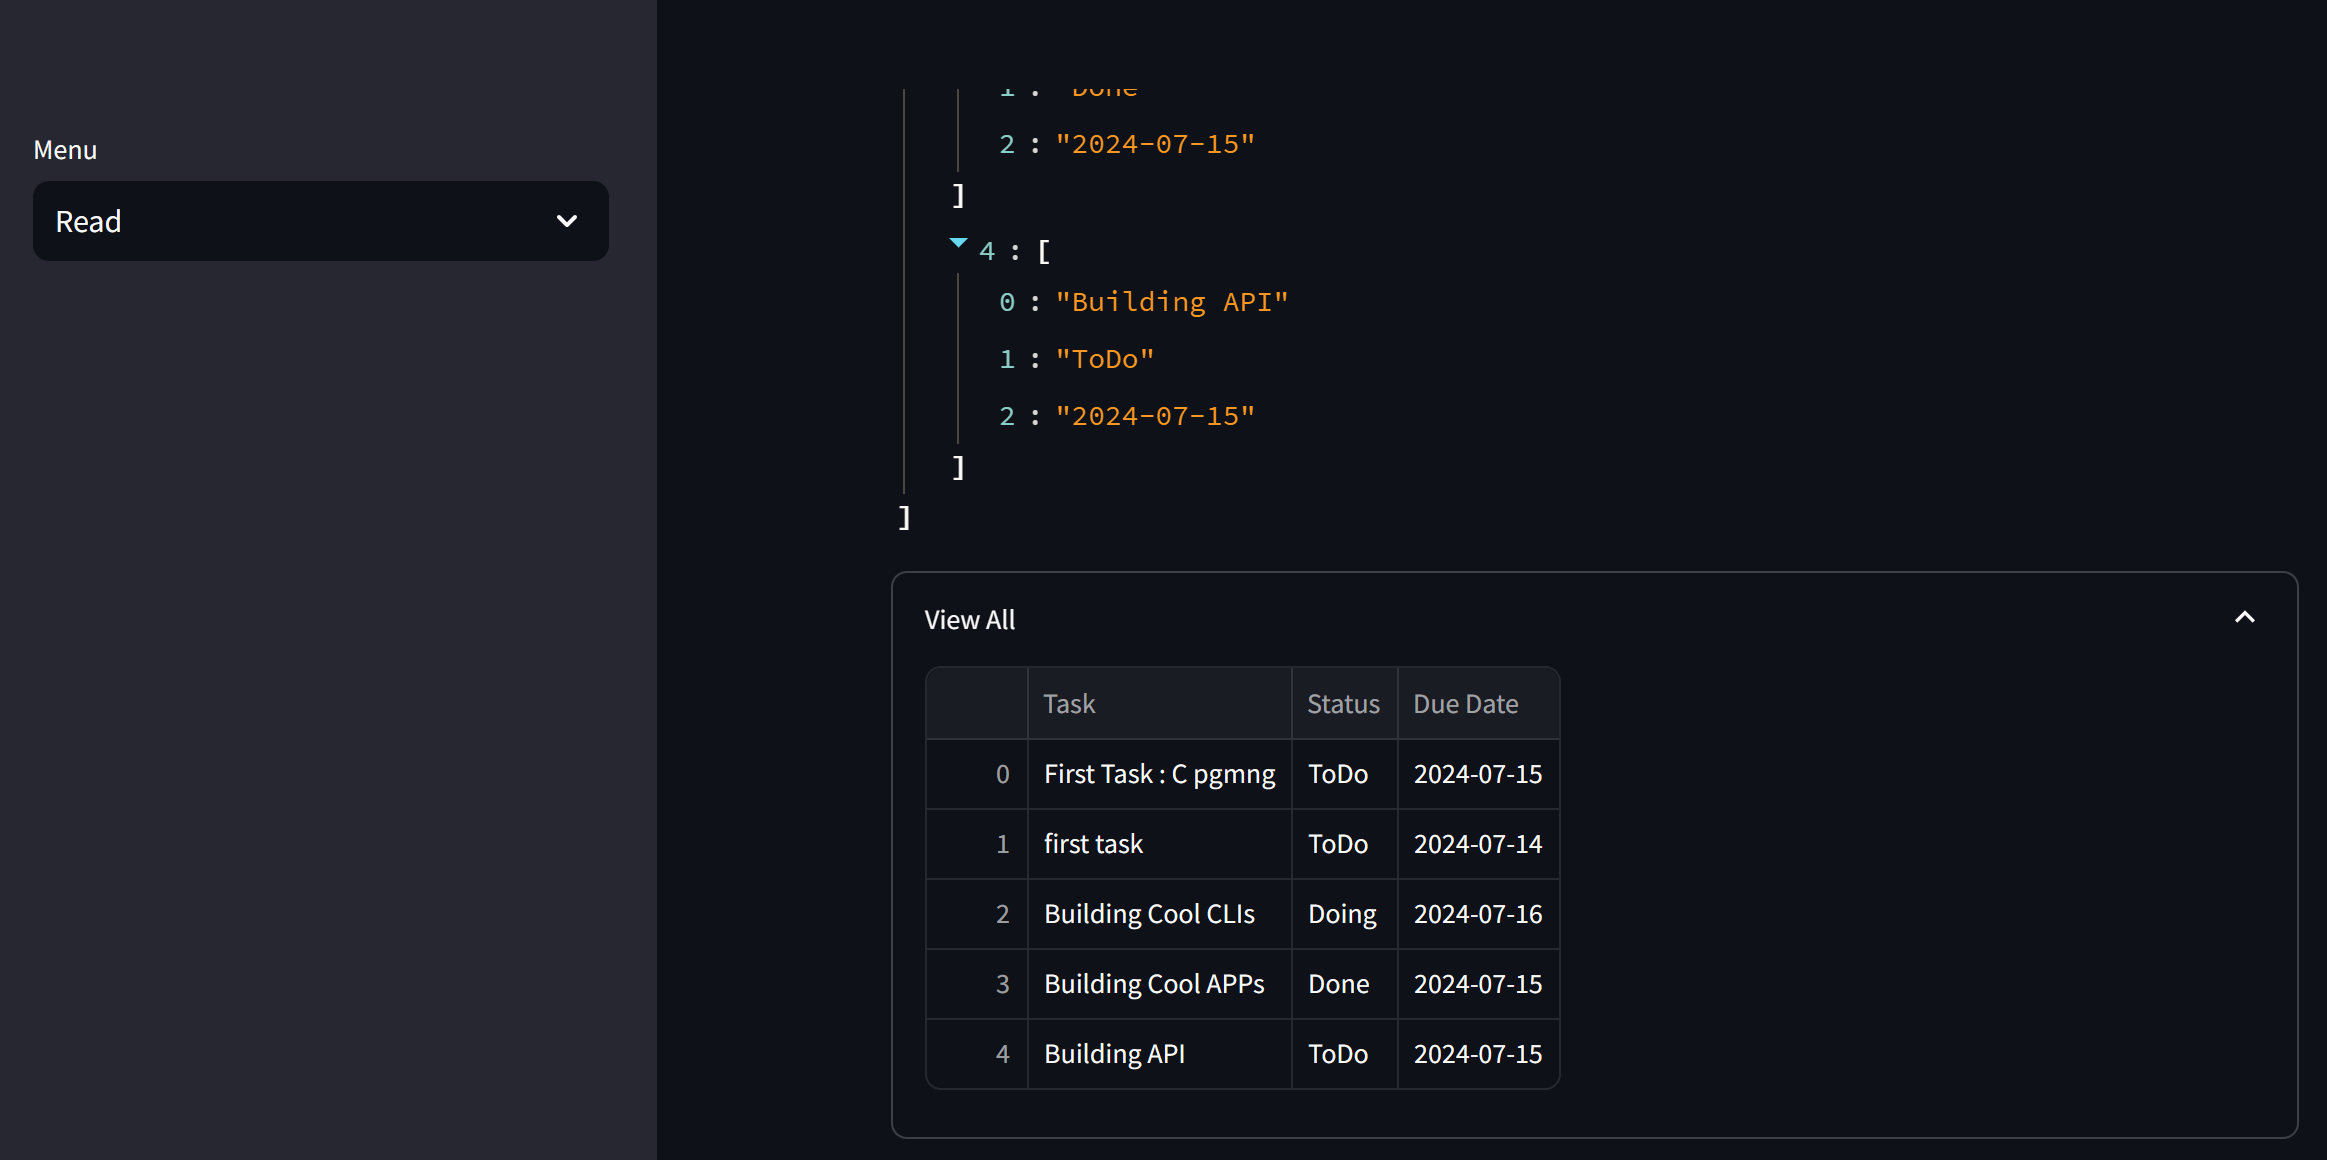 Menu
Read
1 : "Done"
2 : "2024-07-15"
]
4 : [
0 : "Building API"
1 : "ToDo"
2 : "2024-07-15"
]
]
View All
Task Status Due Date
0 First Task : C pgmng ToDo 2024-07-15
1 first task ToDo 2024-07-14
2 Building Cool CLIs Doing 2024-07-16
3 Building Cool APPs Done 2024-07-15
4 Building API ToDo 2024-07-15